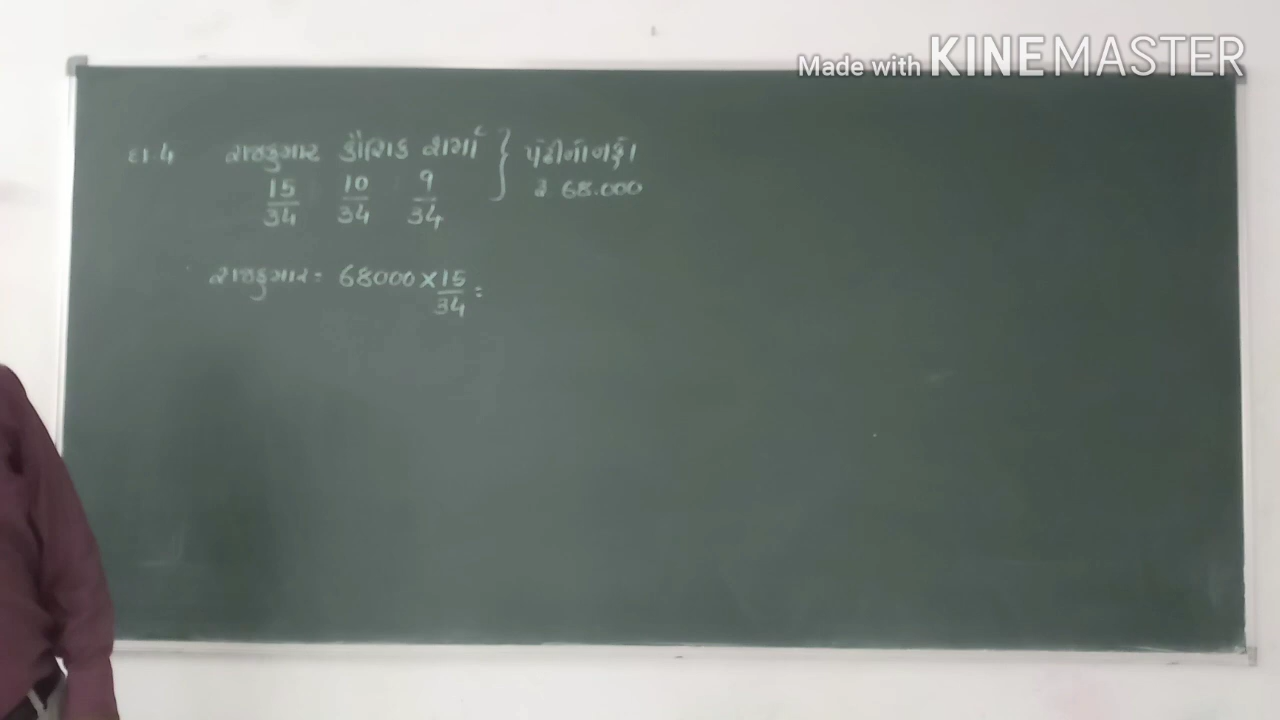 Made with KINEMASTER
દા 4 રાજકુમાર કૌશિક શર્મા } પેઢીનો નફો
15/34 : 10/34 : 9/34 ₹ 68.000
રાજકુમાર = 68000 × 15/34 =